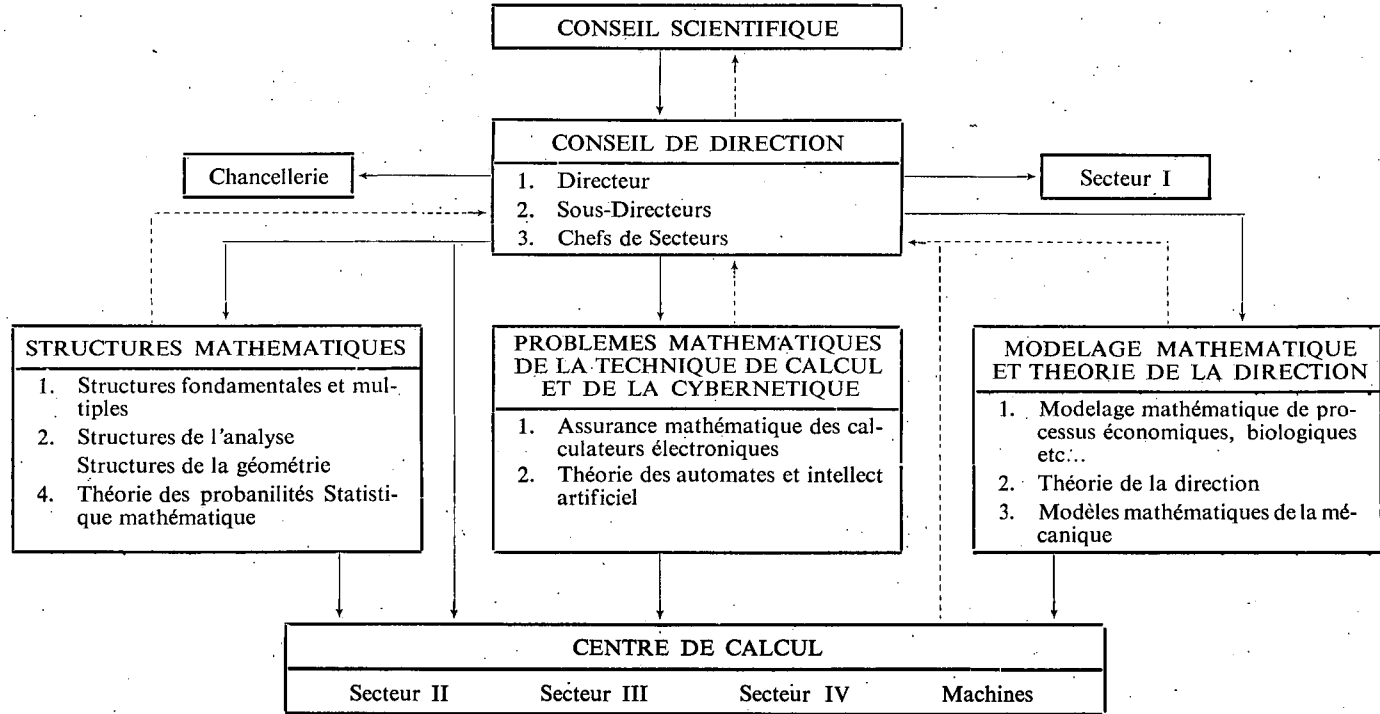 CONSEIL SCIENTIFIQUE
CONSEIL DE DIRECTION
1. Directeur
2. Sous-Directeurs
3. Chefs de Secteurs
Chancellerie
Secteur I
STRUCTURES MATHEMATIQUES
1. Structures fondamentales et mul-
tiples
2. Structures de l'analyse
Structures de la géométrie
4. Théorie des probanilités Statisti-
que mathématique
PROBLEMES MATHEMATIQUES
DE LA TECHNIQUE DE CALCUL
ET DE LA CYBERNETIQUE
1. Assurance mathématique des cal-
culateurs électroniques
2. Théorie des automates et intellect
artificiel
MODELAGE MATHEMATIQUE
ET THEORIE DE LA DIRECTION
1. Modelage mathématique de pro-
cessus économiques, biologiques
etc...
2. Théorie de la direction
3. Modèles mathématiques de la mé-
canique
CENTRE DE CALCUL
Secteur II Secteur III Secteur IV Machines